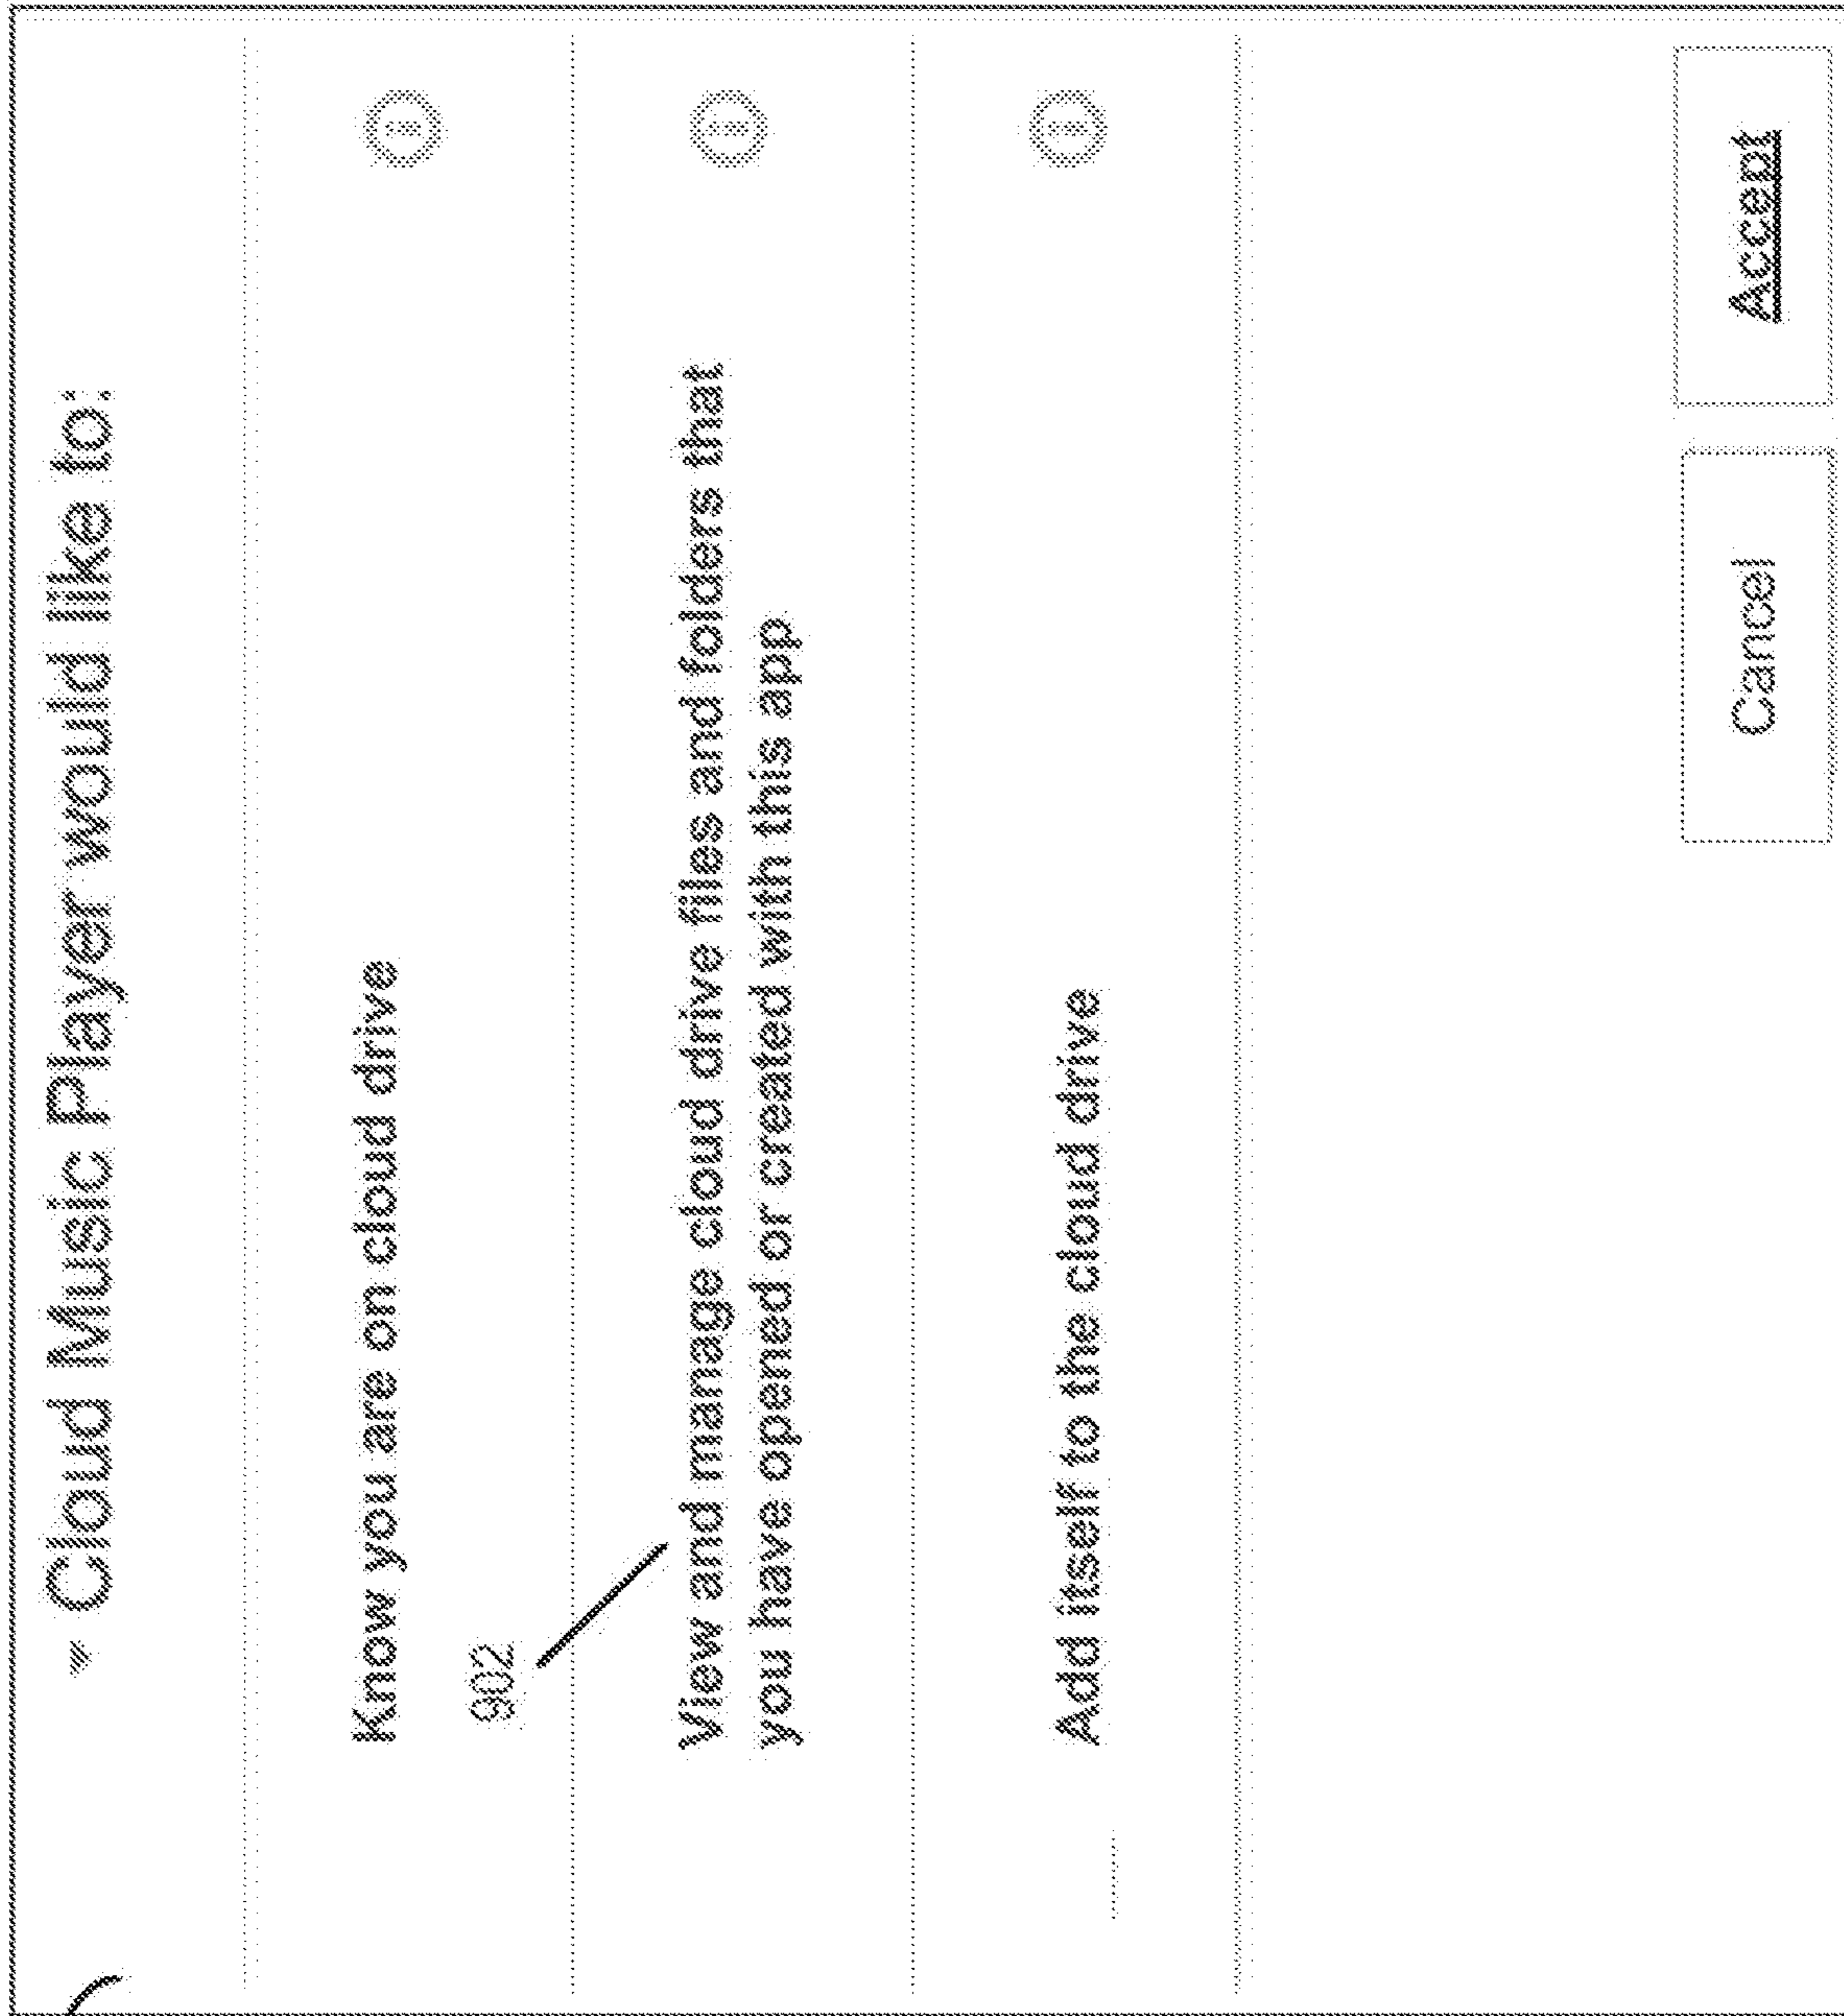 Cloud Music Player would like to:
Know you are on cloud drive
902
View and manage cloud drive files and folders that
you have opened or created with this app
Add itself to the cloud drive
Cancel
Accept